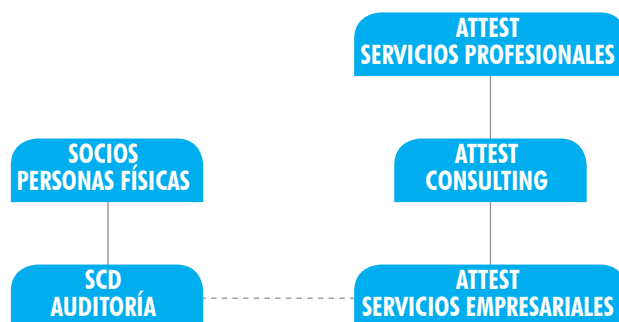 ATTEST
SERVICIOS PROFESIONALES
SOCIOS
PERSONAS FÍSICAS
ATTEST
CONSULTING
SCD
AUDITORÍA
ATTEST
SERVICIOS EMPRESARIALES